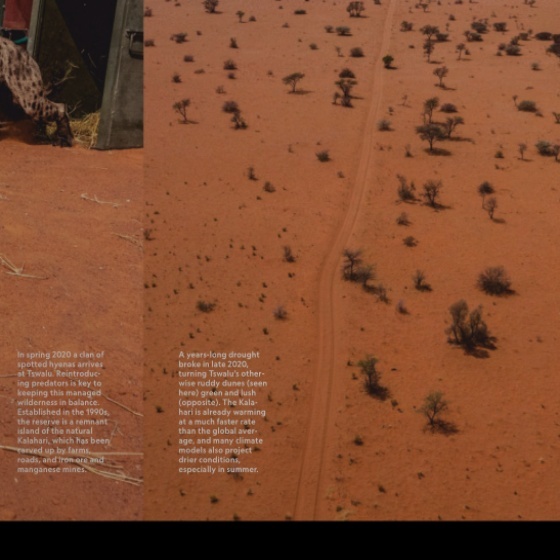 In spring 2020 a clan of
spotted hyenas arrives
at Tswalu. Reintroduc-
ing predators is key to
keeping this managed
wilderness in balance.
Established in the 1990s,
the reserve is a remnant
island of the natural
Kalahari, which has been
carved up by farms,
roads, and iron ore and
manganese mines.
A years-long drought
broke in late 2020,
turning Tswalu's other-
wise ruddy dunes (seen
here) green and lush
(opposite). The Kala-
hari is already warming
at a much faster rate
than the global aver-
age, and many climate
models also project
drier conditions,
especially in summer.